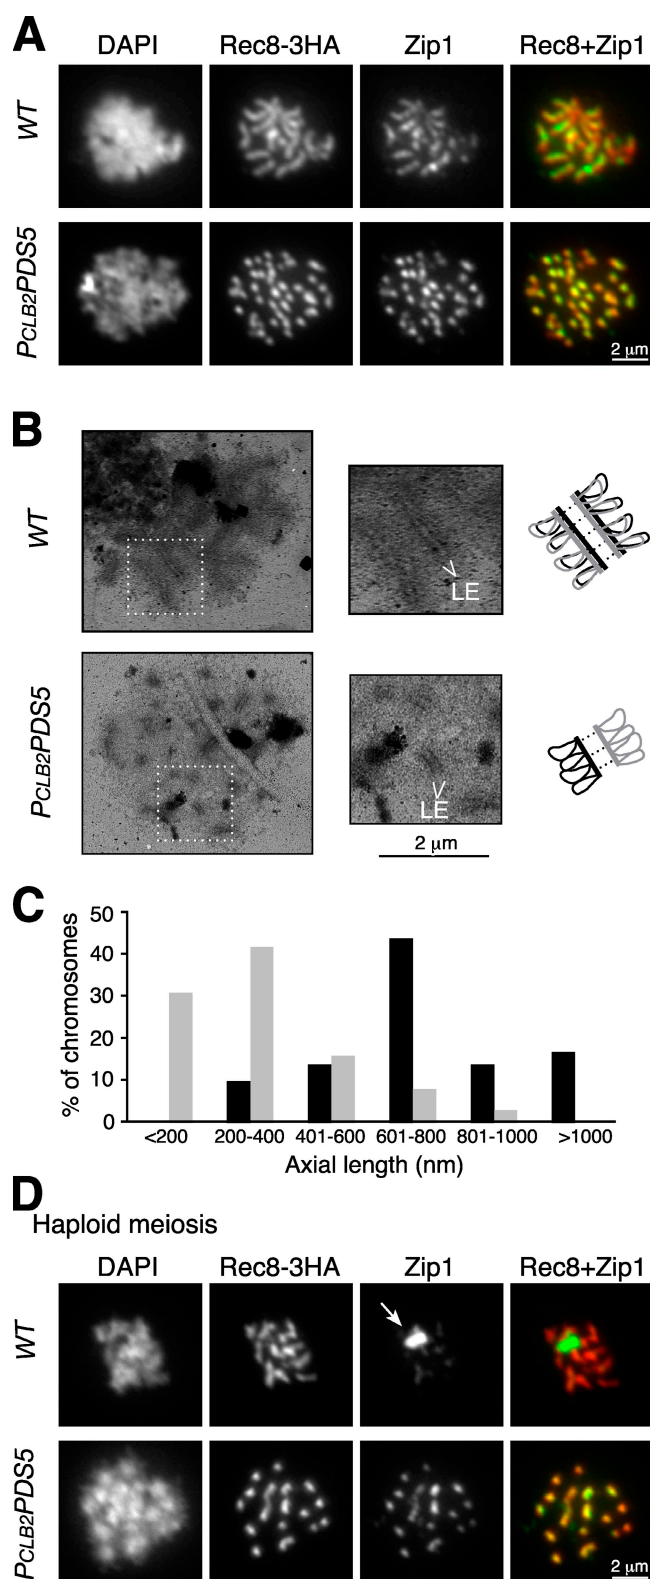 A
DAPI Rec8-3HA Zip1 Rec8+Zip1
WT
PCLB2PDS5
2 μm
B
WT
LE
PCLB2PDS5
LE
2 μm
C
% of chromosomes
50
40
30
20
10
0
<200 200-400 401-600 601-800 801-1000 >1000
Axial length (nm)
D
Haploid meiosis
DAPI Rec8-3HA Zip1 Rec8+Zip1
WT
PCLB2PDS5
2 μm